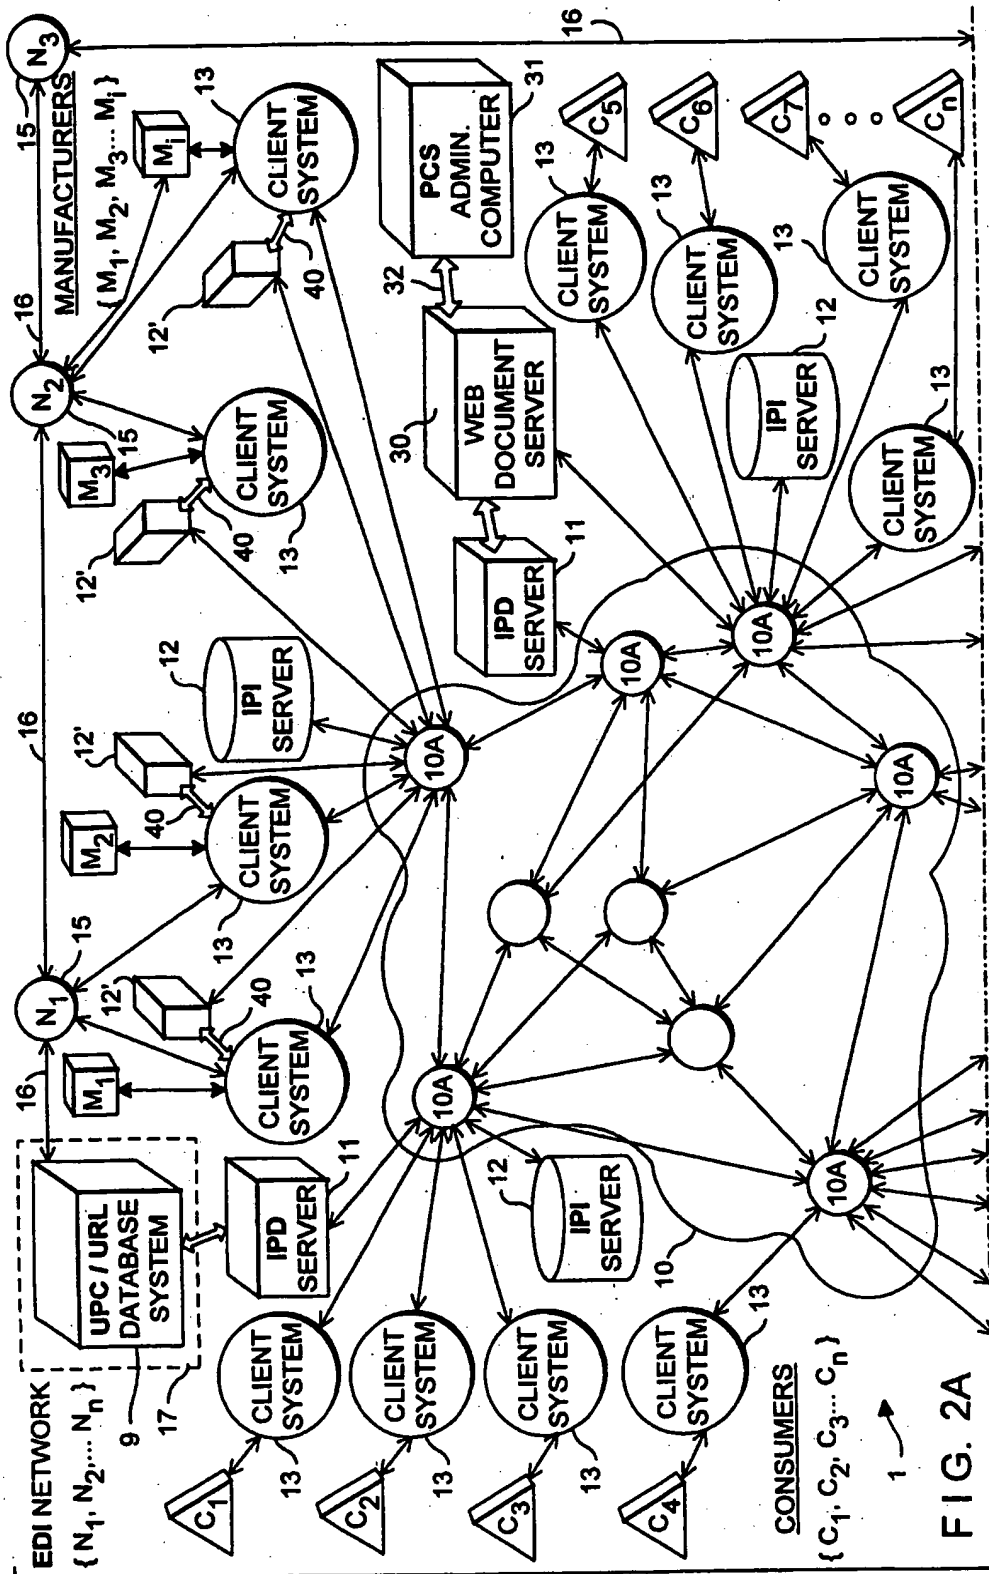 EDI NETWORK
{ N1, N2,... Nn }
9
17
UPC / URL
DATABASE
SYSTEM
16
N1
15
16
N2
15
16
N3
15
16
MANUFACTURERS
{ M1, M2, M3... Mi }
M1
12'
40
CLIENT
SYSTEM
13
M2
12'
40
CLIENT
SYSTEM
13
12
IPI
SERVER
M3
12'
40
CLIENT
SYSTEM
13
Mi
12'
40
CLIENT
SYSTEM
13
IPD
SERVER
11
C1
CLIENT
SYSTEM
13
C2
CLIENT
SYSTEM
13
C3
CLIENT
SYSTEM
13
C4
CLIENT
SYSTEM
13
12
IPI
SERVER
10
10A
10A
10A
10A
10A
10A
IPD
SERVER
11
30
WEB
DOCUMENT
SERVER
32
PCS
ADMIN.
COMPUTER
31
CLIENT
SYSTEM
13
C5
CLIENT
SYSTEM
13
C6
IPI
SERVER
12
CLIENT
SYSTEM
13
C7
CLIENT
SYSTEM
13
Cn
CONSUMERS
{ C1, C2, C3... Cn }
1
FIG. 2A